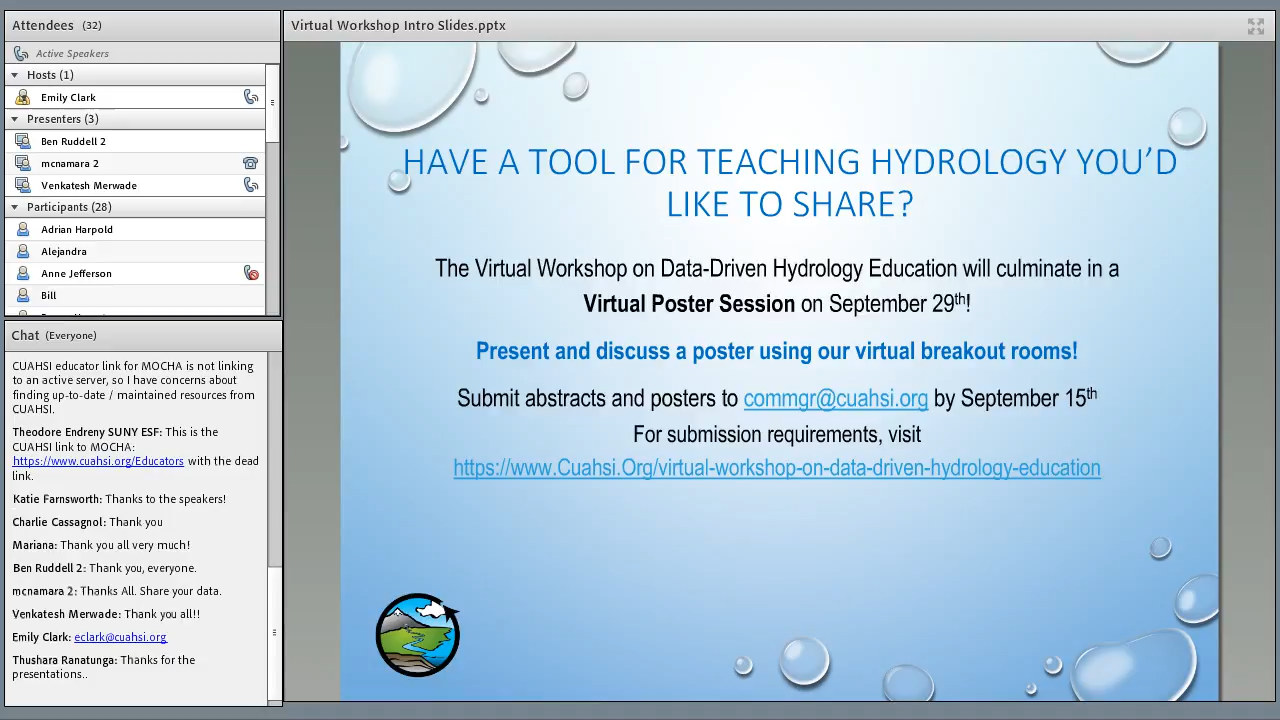 Attendees (32)
Active Speakers
Hosts (1)
Emily Clark
Presenters (3)
Ben Ruddell 2
mcnamara 2
Venkatesh Merwade
Participants (28)
Adrian Harpold
Alejandra
Anne Jefferson
Bill
Chat (Everyone)
CUAHSI educator link for MOCHA is not linking
to an active server, so I have concerns about
finding up-to-date / maintained resources from
CUAHSI.
Theodore Endreny SUNY ESF: This is the
CUAHSI link to MOCHA:
https://www.cuahsi.org/Educators with the dead
link.
Katie Farnsworth: Thanks to the speakers!
Charlie Cassagnol: Thank you
Mariana: Thank you all very much!
Ben Ruddell 2: Thank you, everyone.
mcnamara 2: Thanks All. Share your data.
Venkatesh Merwade: Thank you all!!
Emily Clark: eclark@cuahsi.org
Thushara Ranatunga: Thanks for the
presentations..
Virtual Workshop Intro Slides.pptx
HAVE A TOOL FOR TEACHING HYDROLOGY YOU’D
LIKE TO SHARE?
The Virtual Workshop on Data-Driven Hydrology Education will culminate in a
Virtual Poster Session on September 29th!
Present and discuss a poster using our virtual breakout rooms!
Submit abstracts and posters to commgr@cuahsi.org by September 15th
For submission requirements, visit
https://www.Cuahsi.Org/virtual-workshop-on-data-driven-hydrology-education